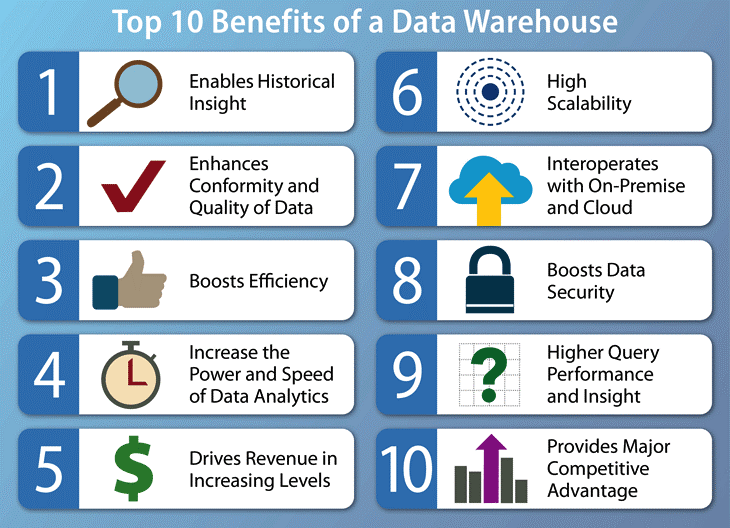 Top 10 Benefits of a Data Warehouse
1
Enables Historical
Insight
2
Enhances
Conformity and
Quality of Data
3
Boosts Efficiency
4
Increase the
Power and Speed
of Data Analytics
5
Drives Revenue in
Increasing Levels
6
High
Scalability
7
Interoperates
with On-Premise
and Cloud
8
Boosts Data
Security
9
Higher Query
Performance
and Insight
?
10
Provides Major
Competitive
Advantage